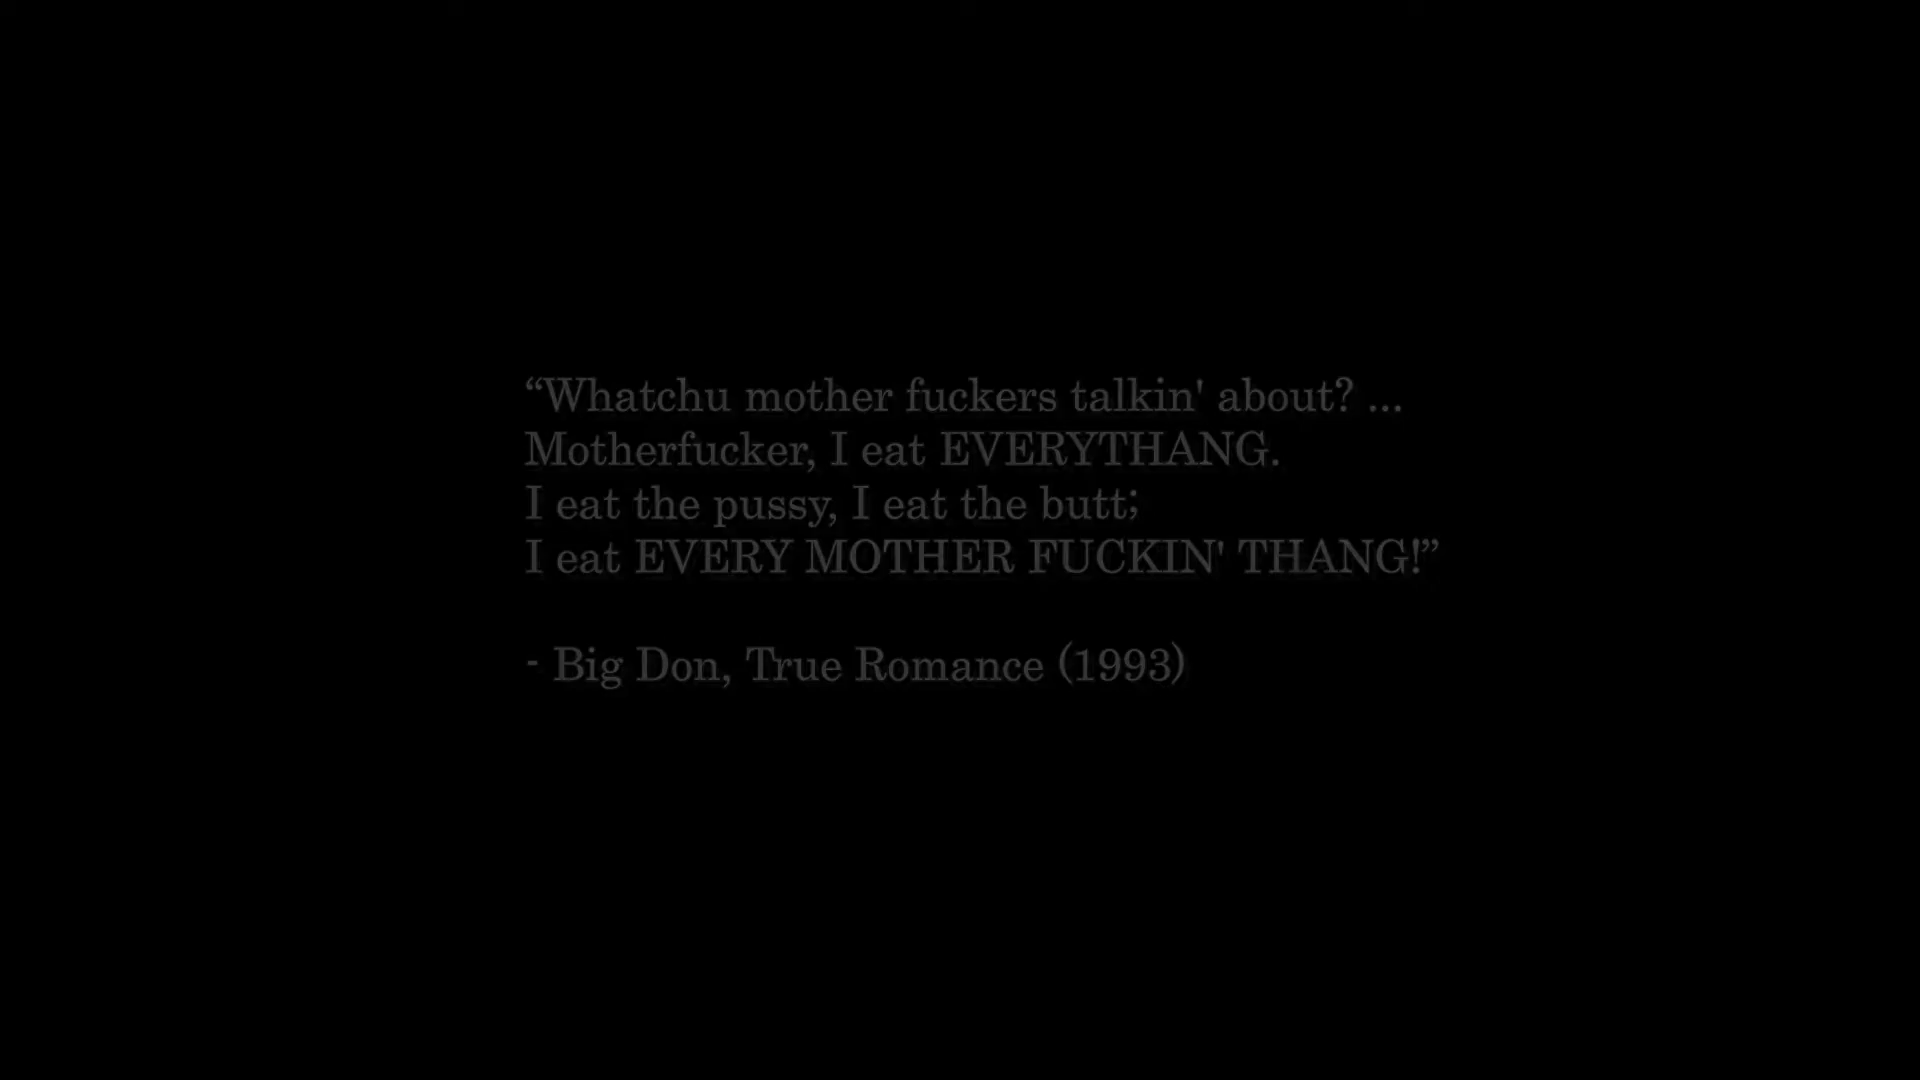 “Whatchu mother fuckers talkin' about? ...
Motherfucker, I eat EVERYTHANG.
I eat the pussy, I eat the butt;
I eat EVERY MOTHER FUCKIN' THANG!”
- Big Don, True Romance (1993)